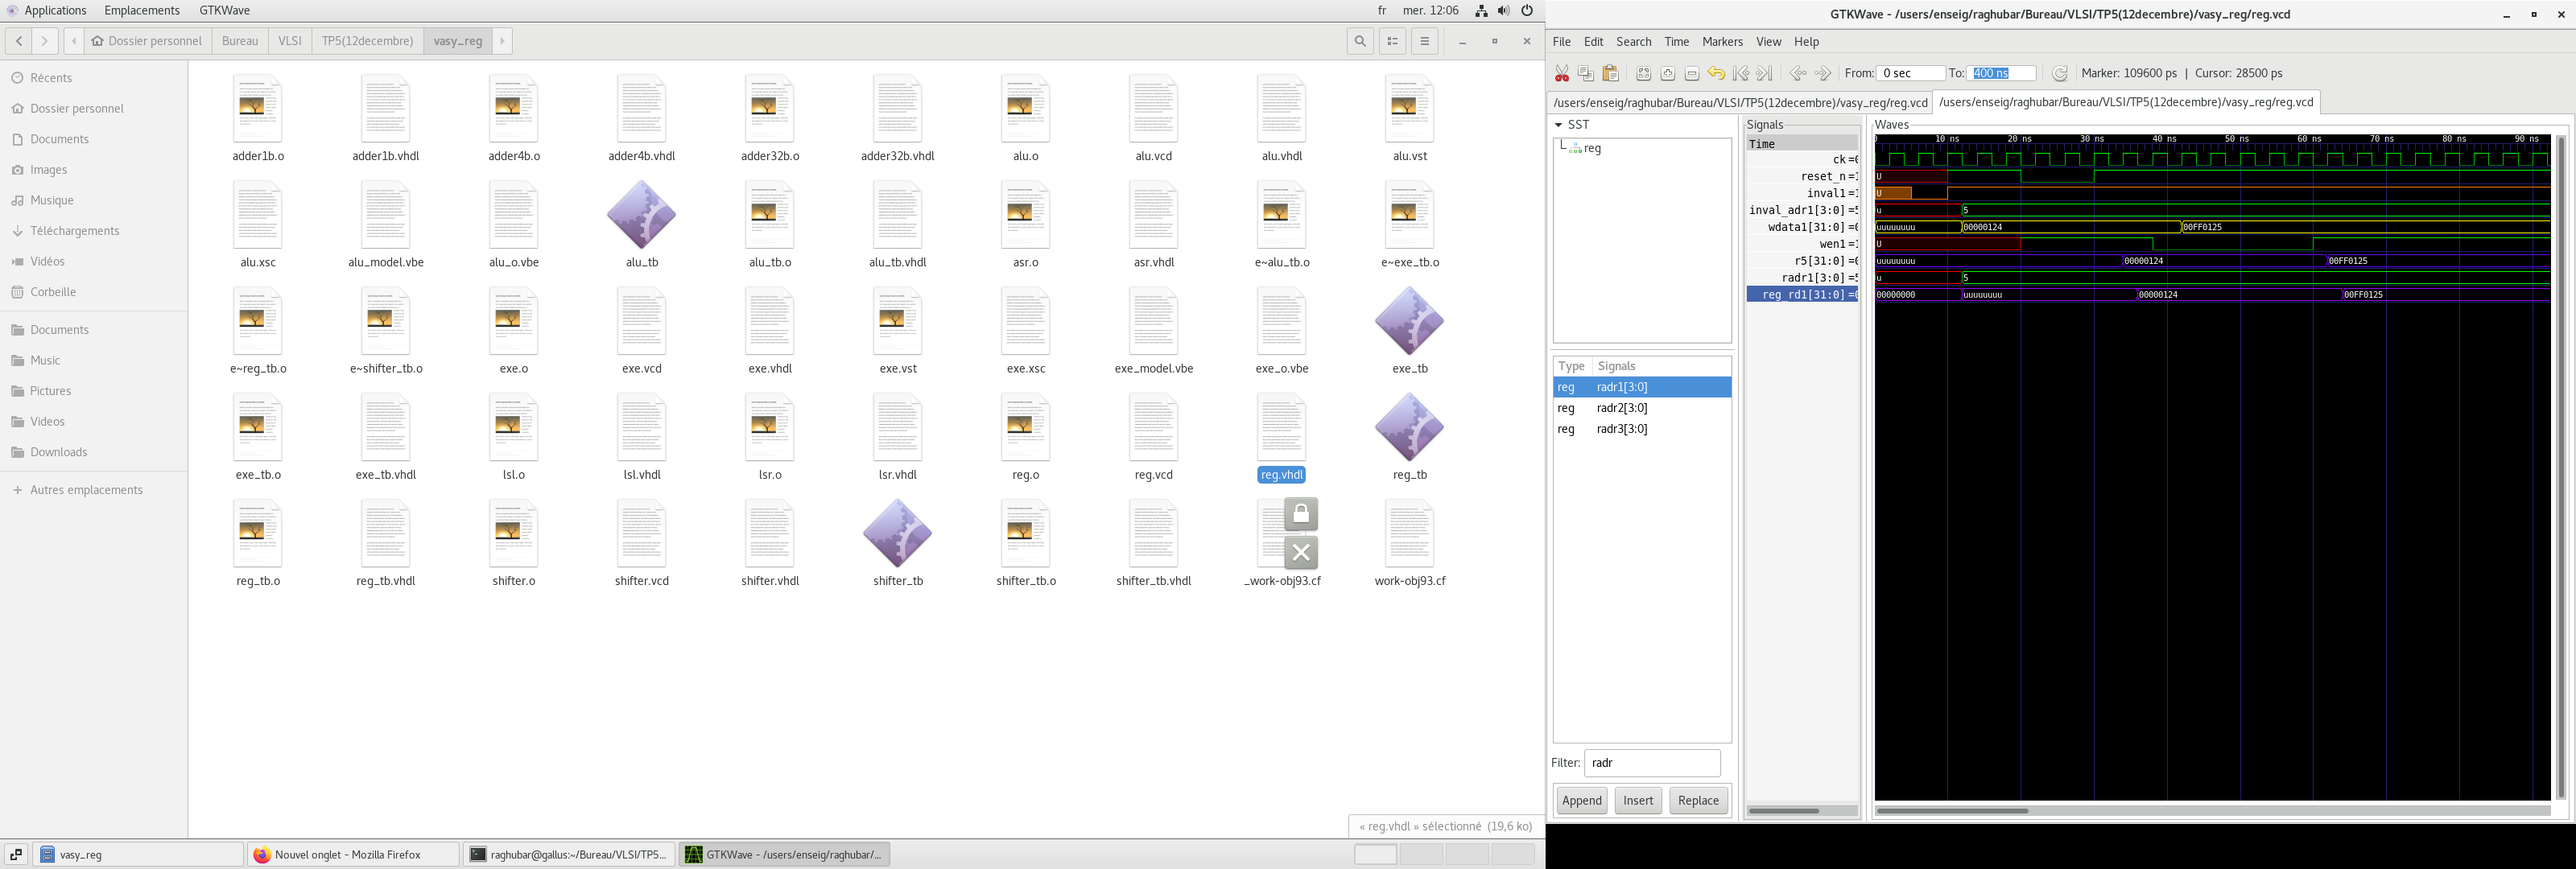 Applications Emplacements GTKWave fr mer. 12:06
Dossier personnel Bureau VLSI TP5(12decembre) vasy_reg
Récents
Dossier personnel
Documents
Images
Musique
Téléchargements
Vidéos
Corbeille
Documents
Music
Pictures
Videos
Downloads
Autres emplacements
adder1b.o adder1b.vhdl adder4b.o adder4b.vhdl adder32b.o adder32b.vhdl alu.o alu.vcd alu.vhdl alu.vst
alu.xsc alu_model.vbe alu_o.vbe alu_tb alu_tb.o alu_tb.vhdl asr.o asr.vhdl e~alu_tb.o e~exe_tb.o
e~reg_tb.o e~shifter_tb.o exe.o exe.vcd exe.vhdl exe.vst exe.xsc exe_model.vbe exe_o.vbe exe_tb
exe_tb.o exe_tb.vhdl lsl.o lsl.vhdl lsr.o lsr.vhdl reg.o reg.vcd reg.vhdl reg_tb
reg_tb.o reg_tb.vhdl shifter.o shifter.vcd shifter.vhdl shifter_tb shifter_tb.o shifter_tb.vhdl _work-obj93.cf work-obj93.cf
« reg.vhdl » sélectionné (19,6 ko)
vasy_reg Nouvel onglet - Mozilla Firefox raghubar@gallus:~/Bureau/VLSI/TP5... GTKWave - /users/enseig/raghubar/...
GTKWave - /users/enseig/raghubar/Bureau/VLSI/TP5(12decembre)/vasy_reg/reg.vcd
File Edit Search Time Markers View Help
From: 0 sec To: 400 ns Marker: 109600 ps | Cursor: 28500 ps
/users/enseig/raghubar/Bureau/VLSI/TP5(12decembre)/vasy_reg/reg.vcd /users/enseig/raghubar/Bureau/VLSI/TP5(12decembre)/vasy_reg/reg.vcd
SST
reg
Type Signals
reg radr1[3:0]
reg radr2[3:0]
reg radr3[3:0]
Filter: radr
Append Insert Replace
Signals Waves
Time 10 ns 20 ns 30 ns 40 ns 50 ns 60 ns 70 ns 80 ns 90 ns
ck =
reset_n =1 U
inval1 =1 U
inval_adr1[3:0] =5 u 5
wdata1[31:0] = uuuuuuuu 00000124 00FF0125
wen1 =1 U
r5[31:0] = uuuuuuuu 00000124 00FF0125
radr1[3:0] =5 u 5
reg_rd1[31:0] = 00000000 uuuuuuuu 00000124 00FF0125